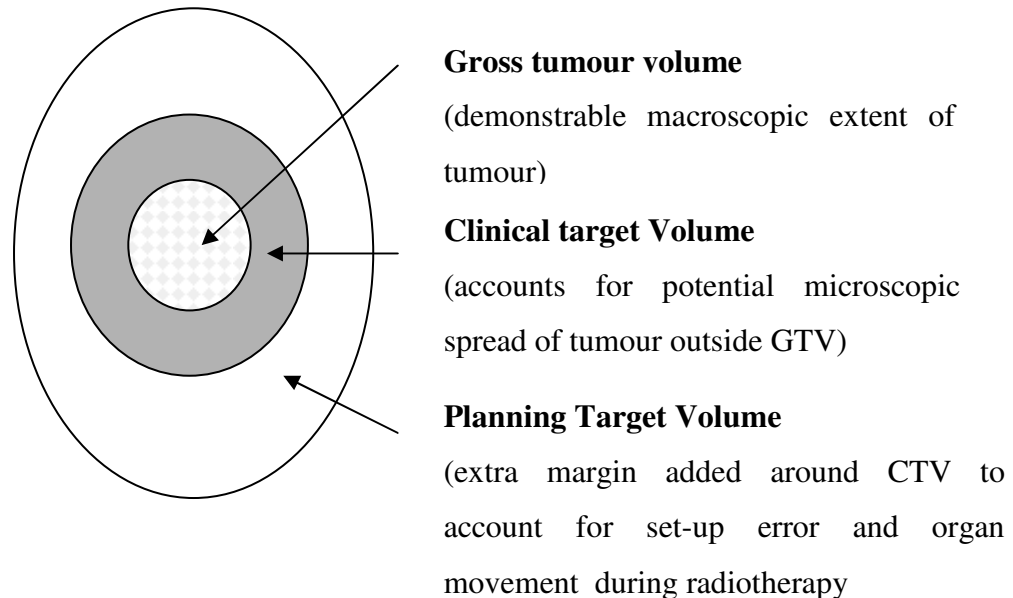 Gross tumour volume
(demonstrable macroscopic extent of
tumour)
Clinical target Volume
(accounts for potential microscopic
spread of tumour outside GTV)
Planning Target Volume
(extra margin added around CTV to
account for set-up error and organ
movement during radiotherapy